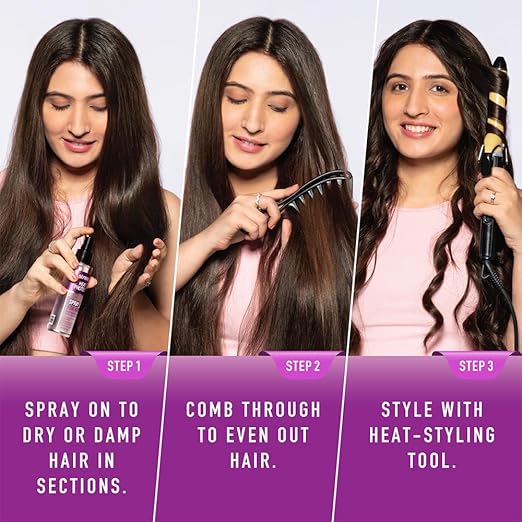 SPRAY
STEP 1
SPRAY ON TO
DRY OR DAMP
HAIR IN
SECTIONS.
STEP 2
COMB THROUGH
TO EVEN OUT
HAIR.
STEP 3
STYLE WITH
HEAT-STYLING
TOOL.